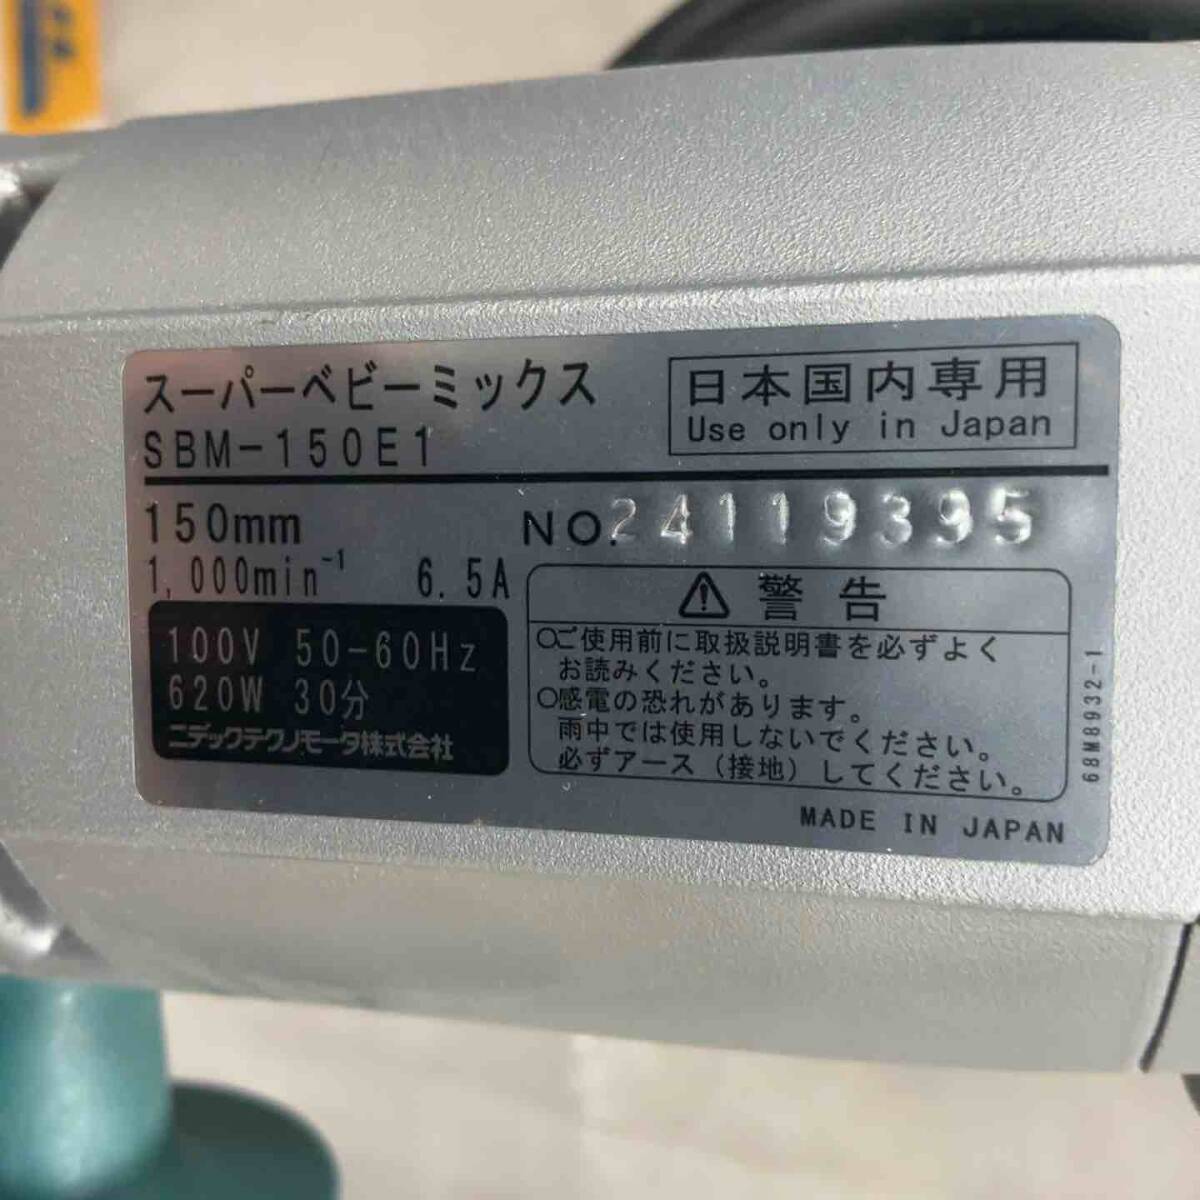 スーパーベビーミックス
SBM-150E1
日本国内専用
Use only in Japan
150mm
1,000min⁻¹ 6.5A
100V 50-60Hz
620W 30分
ニデックテクノモータ株式会社
NO.24119395
⚠警告
○ご使用前に取扱説明書を必ずよく
お読みください。
○感電の恐れがあります。
雨中では使用しないでください。
必ずアース（接地）してください。
68M8932-1
MADE IN JAPAN